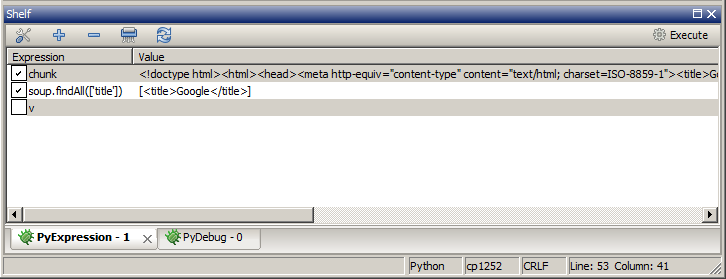 Shelf
Execute
Expression Value
chunk <!doctype html><html><head><meta http-equiv="content-type" content="text/html; charset=ISO-8859-1"><title>Go
soup.findAll(['title']) [<title>Google</title>]
v
PyExpression - 1 PyDebug - 0
Python cp1252 CRLF Line: 53 Column: 41